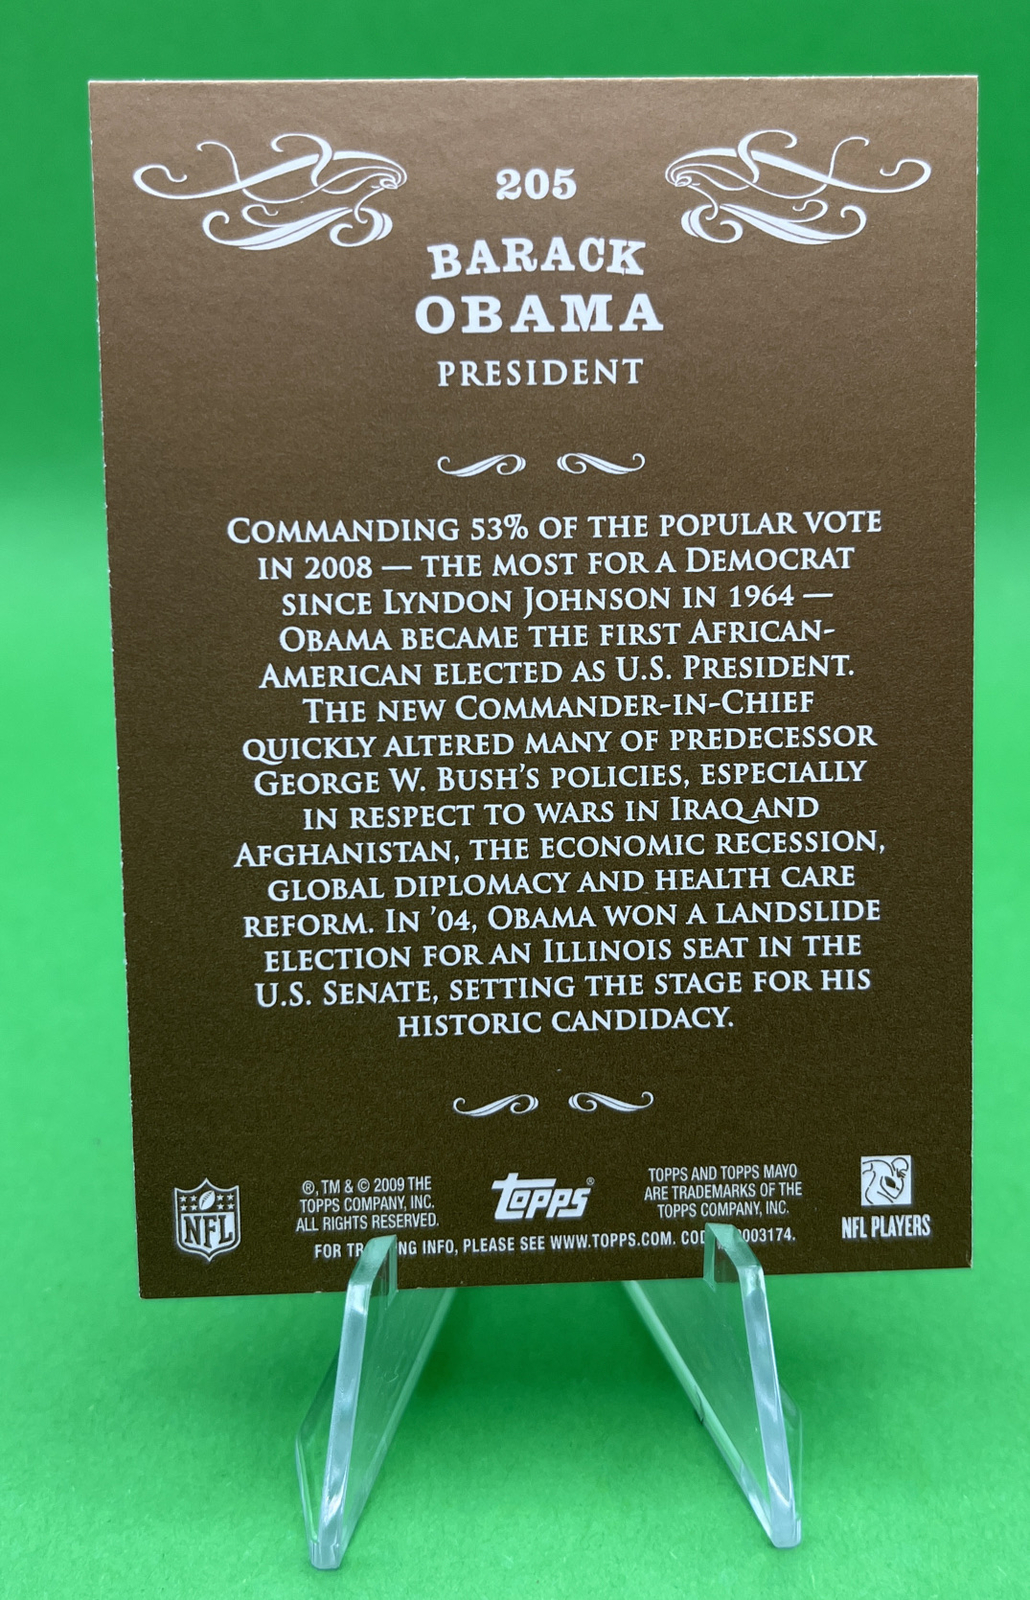 205
BARACK
OBAMA
PRESIDENT
COMMANDING 53% OF THE POPULAR VOTE
IN 2008 — THE MOST FOR A DEMOCRAT
SINCE LYNDON JOHNSON IN 1964 —
OBAMA BECAME THE FIRST AFRICAN-
AMERICAN ELECTED AS U.S. PRESIDENT.
THE NEW COMMANDER-IN-CHIEF
QUICKLY ALTERED MANY OF PREDECESSOR
GEORGE W. BUSH'S POLICIES, ESPECIALLY
IN RESPECT TO WARS IN IRAQ AND
AFGHANISTAN, THE ECONOMIC RECESSION,
GLOBAL DIPLOMACY AND HEALTH CARE
REFORM. IN '04, OBAMA WON A LANDSLIDE
ELECTION FOR AN ILLINOIS SEAT IN THE
U.S. SENATE, SETTING THE STAGE FOR HIS
HISTORIC CANDIDACY.
NFL
®, TM & © 2009 THE
TOPPS COMPANY, INC.
ALL RIGHTS RESERVED.
Topps®
TOPPS AND TOPPS MAYO
ARE TRADEMARKS OF THE
TOPPS COMPANY, INC.
NFL PLAYERS
FOR INFO, PLEASE SEE WWW.TOPPS.COM. 003174.